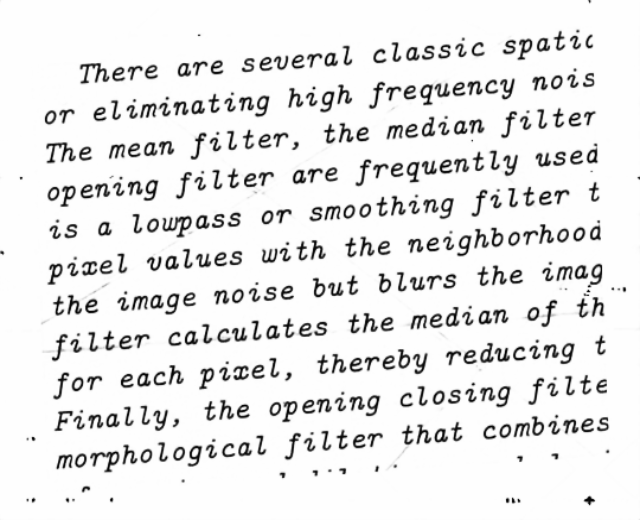 There are several classic spatic
or eliminating high frequency nois
The mean filter, the median filter
opening filter are frequently used
is a lowpass or smoothing filter t
pixel values with the neighborhood
the image noise but blurs the imag
filter calculates the median of th
for each pixel, thereby reducing t
Finally, the opening closing filte
morphological filter that combines